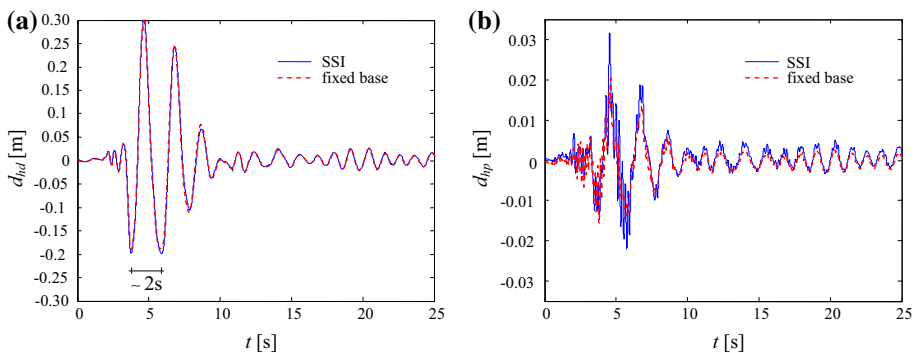 (a)
0.30
0.25
0.20
0.15
0.10
0.05
0
-0.05
-0.1
-0.15
-0.2
-0.25
-0.30
d_hd [m]
SSI
fixed base
~ 2s
0 5 10 15 20 25
t [s]
(b)
0.03
0.02
0.01
0
-0.01
-0.02
-0.03
d_hp [m]
SSI
fixed base
0 5 10 15 20 25
t [s]